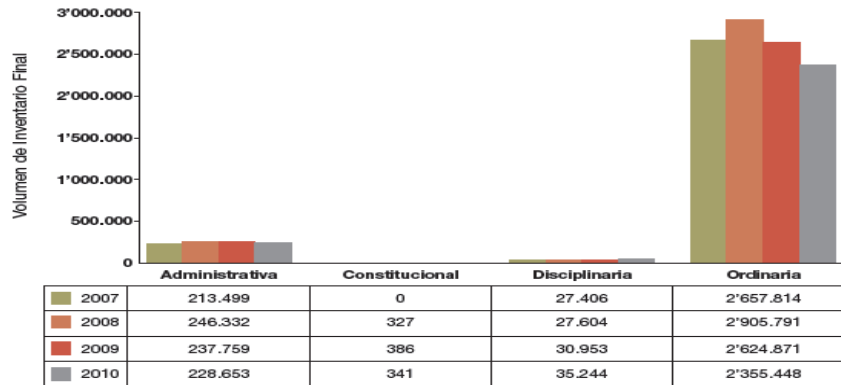 Volumen de Inventario Final
3’000.000
2’500.000
2’000.000
1’500.000
1’000.000
500.000
0
Administrativa Constitucional Disciplinaria Ordinaria
2007 213.499 0 27.406 2’657.814
2008 246.332 327 27.604 2’905.791
2009 237.759 386 30.953 2’624.871
2010 228.653 341 35.244 2’355.448